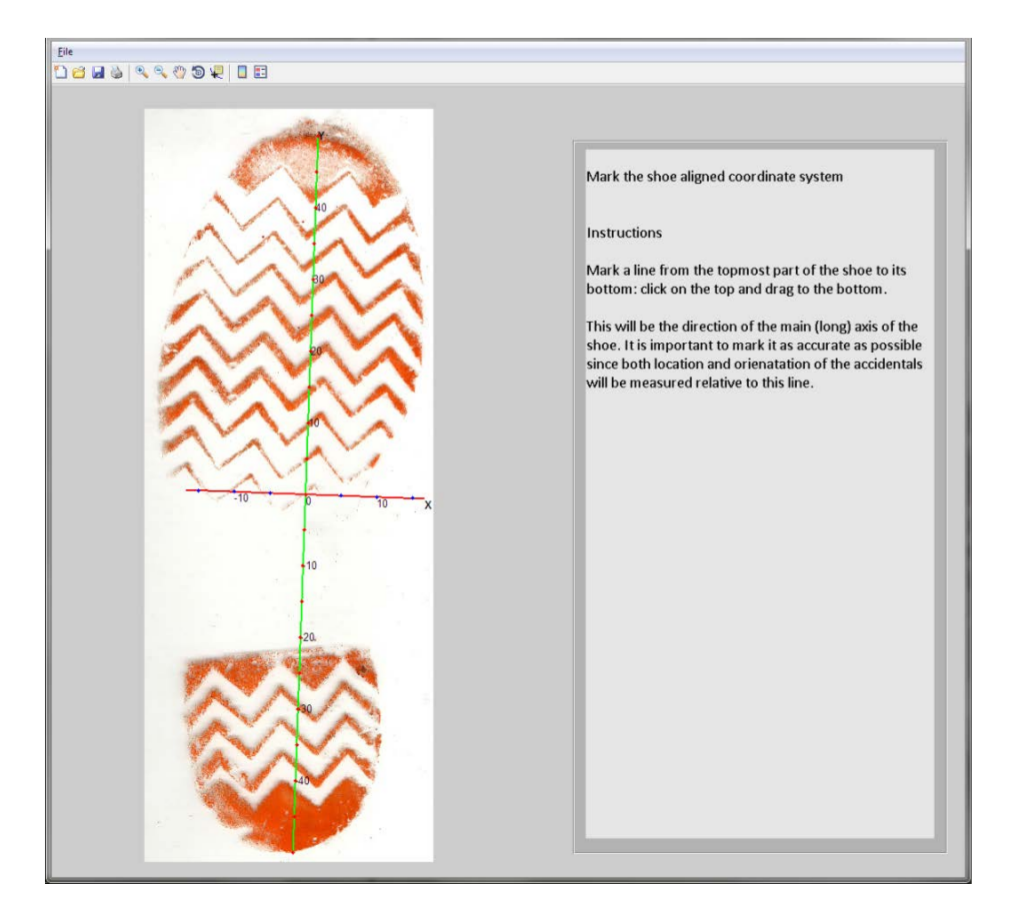 File
Y
40
30
20
10
-10 0 10 X
10
20
30
40
Mark the shoe aligned coordinate system
Instructions
Mark a line from the topmost part of the shoe to its
bottom: click on the top and drag to the bottom.
This will be the direction of the main (long) axis of the
shoe. It is important to mark it as accurate as possible
since both location and orienatation of the accidentals
will be measured relative to this line.